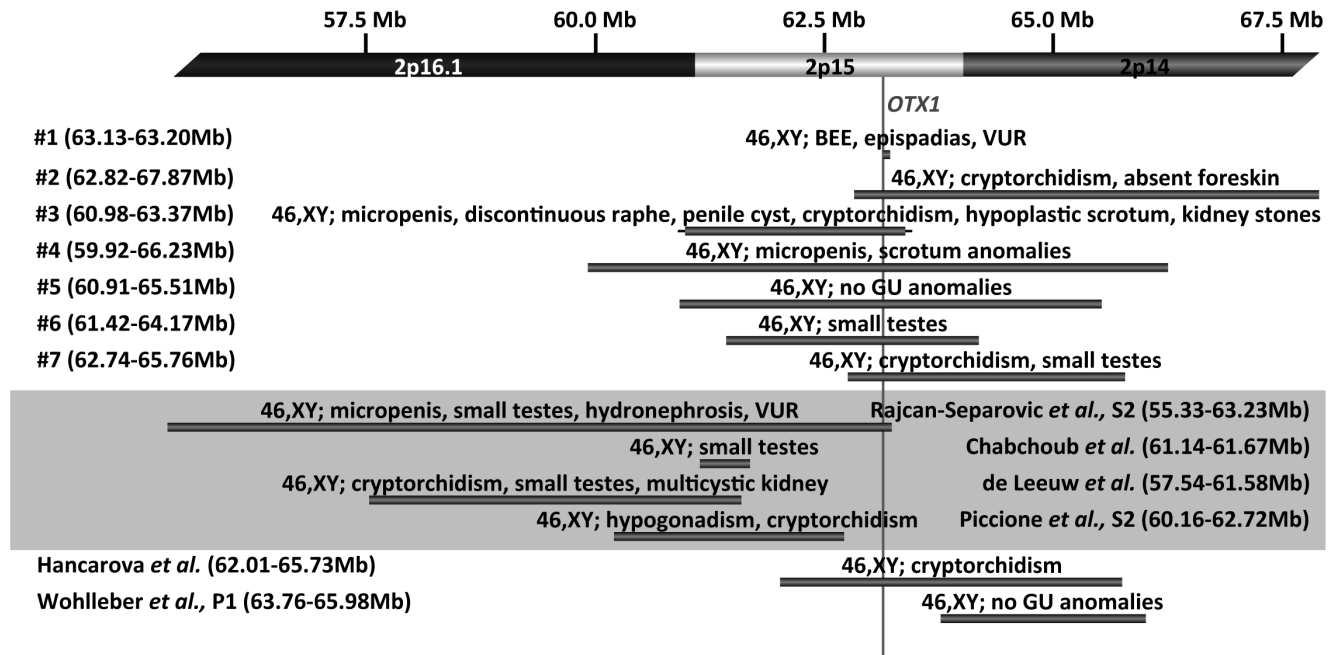 57.5 Mb 60.0 Mb 62.5 Mb 65.0 Mb 67.5 Mb
2p16.1 2p15 2p14
OTX1
#1 (63.13-63.20Mb) 46,XY; BEE, epispadias, VUR
#2 (62.82-67.87Mb) 46,XY; cryptorchidism, absent foreskin
#3 (60.98-63.37Mb) 46,XY; micropenis, discontinuous raphe, penile cyst, cryptorchidism, hypoplastic scrotum, kidney stones
#4 (59.92-66.23Mb) 46,XY; micropenis, scrotum anomalies
#5 (60.91-65.51Mb) 46,XY; no GU anomalies
#6 (61.42-64.17Mb) 46,XY; small testes
#7 (62.74-65.76Mb) 46,XY; cryptorchidism, small testes
46,XY; micropenis, small testes, hydronephrosis, VUR Rajcan-Separovic et al., S2 (55.33-63.23Mb)
46,XY; small testes Chabchoub et al. (61.14-61.67Mb)
46,XY; cryptorchidism, small testes, multicystic kidney de Leeuw et al. (57.54-61.58Mb)
46,XY; hypogonadism, cryptorchidism Piccione et al., S2 (60.16-62.72Mb)
Hancarova et al. (62.01-65.73Mb) 46,XY; cryptorchidism
Wohlleber et al., P1 (63.76-65.98Mb) 46,XY; no GU anomalies